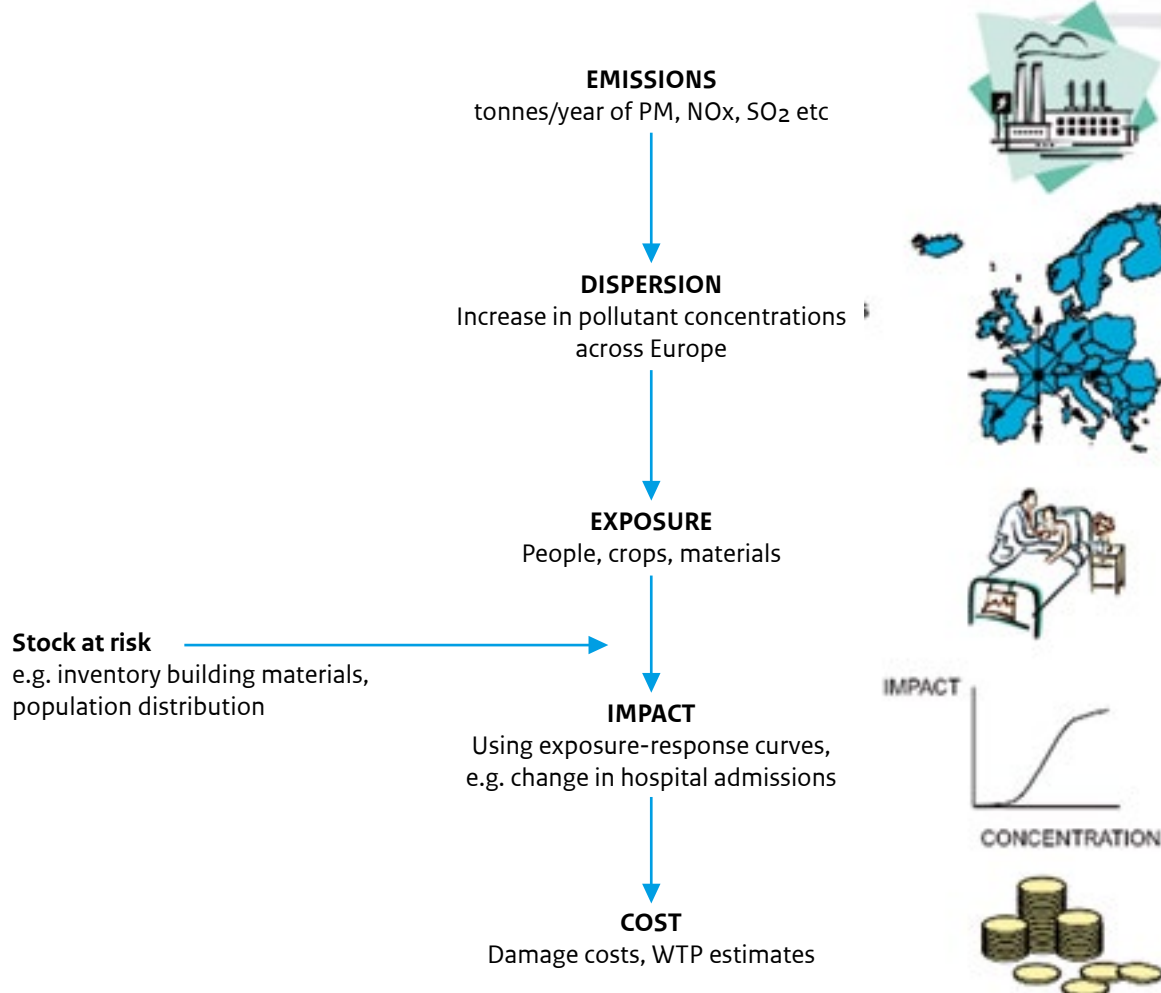 EMISSIONS
tonnes/year of PM, NOx, SO2 etc
DISPERSION
Increase in pollutant concentrations
across Europe
EXPOSURE
People, crops, materials
Stock at risk
e.g. inventory building materials,
population distribution
IMPACT
Using exposure-response curves,
e.g. change in hospital admissions
IMPACT
CONCENTRATION
COST
Damage costs, WTP estimates